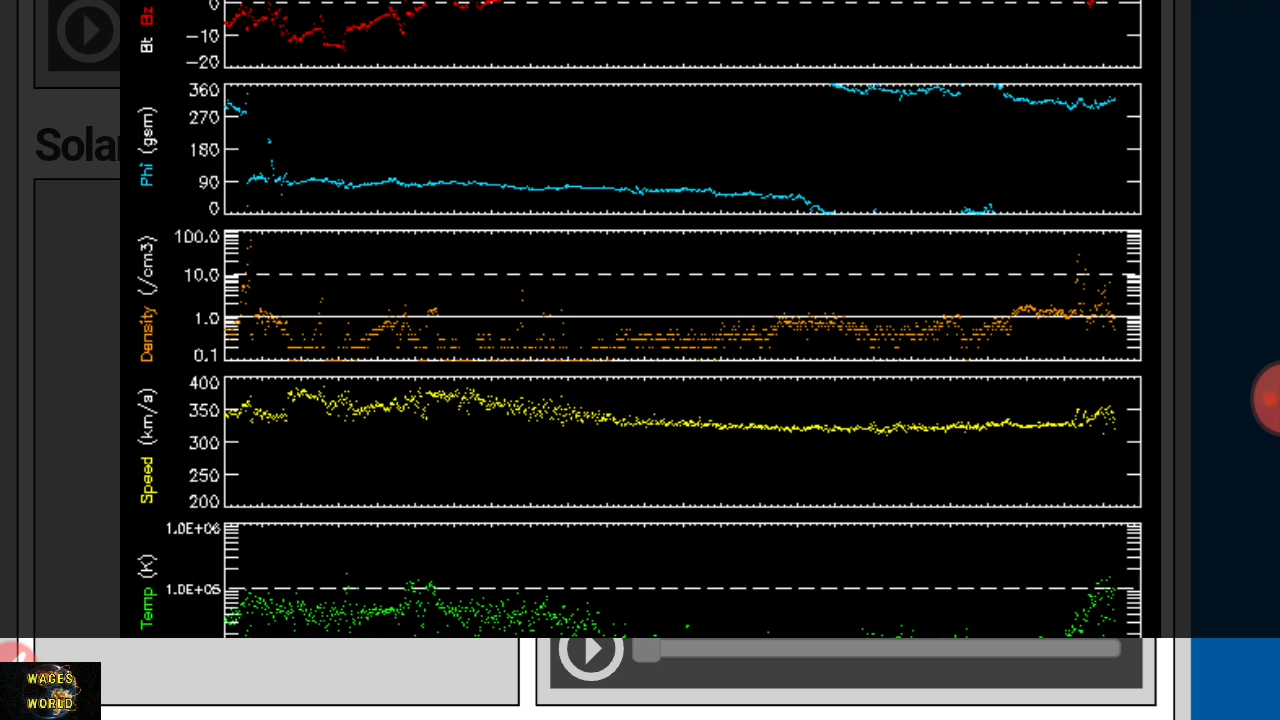 0
-10
-20
Bt Bz
Solar
360
270
180
90
0
Phi (gsm)
100.0
10.0
1.0
0.1
Density (/cm3)
400
350
300
250
200
Speed (km/s)
1.0E+06
1.0E+05
Temp (K)
WAGES
WORLD